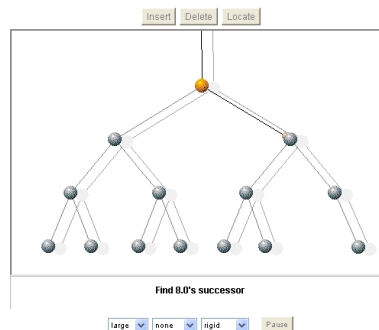 Insert Delete Locate
Find 8.0's successor
large none rigid Pause